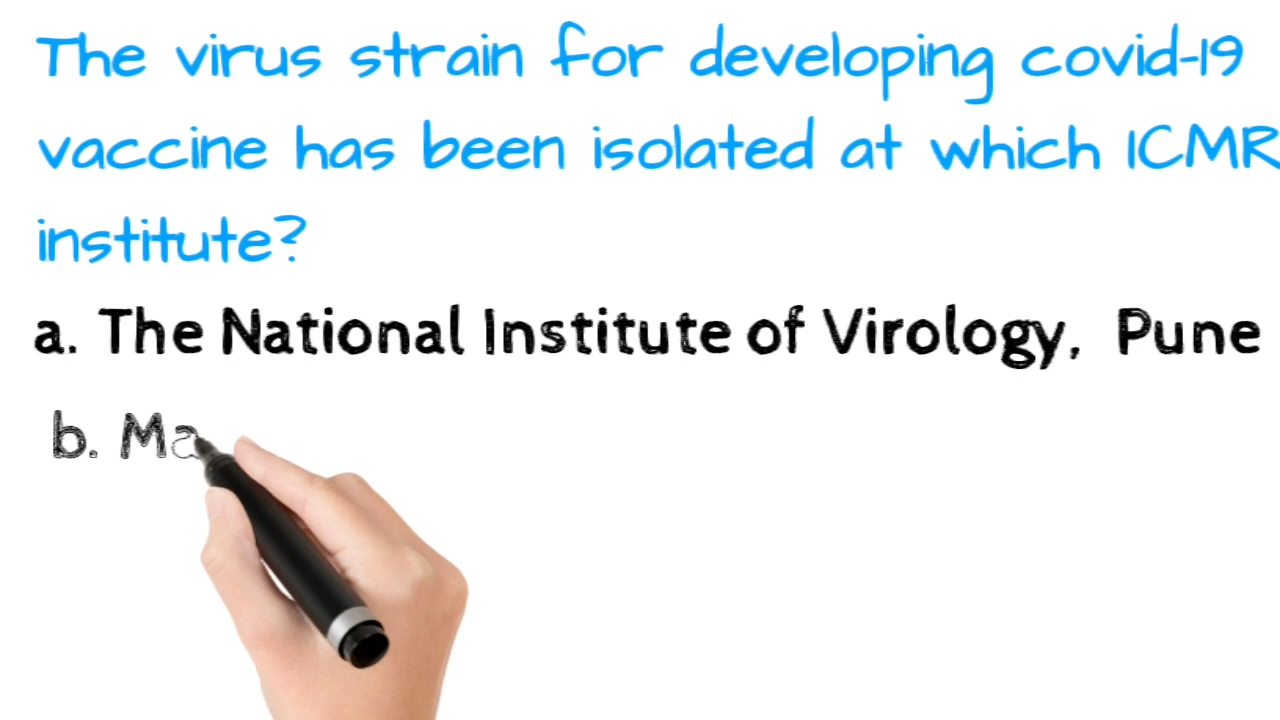 The virus strain for developing covid-19
vaccine has been isolated at which ICMR
institute?
a. The National Institute of Virology, Pune
b. Ma